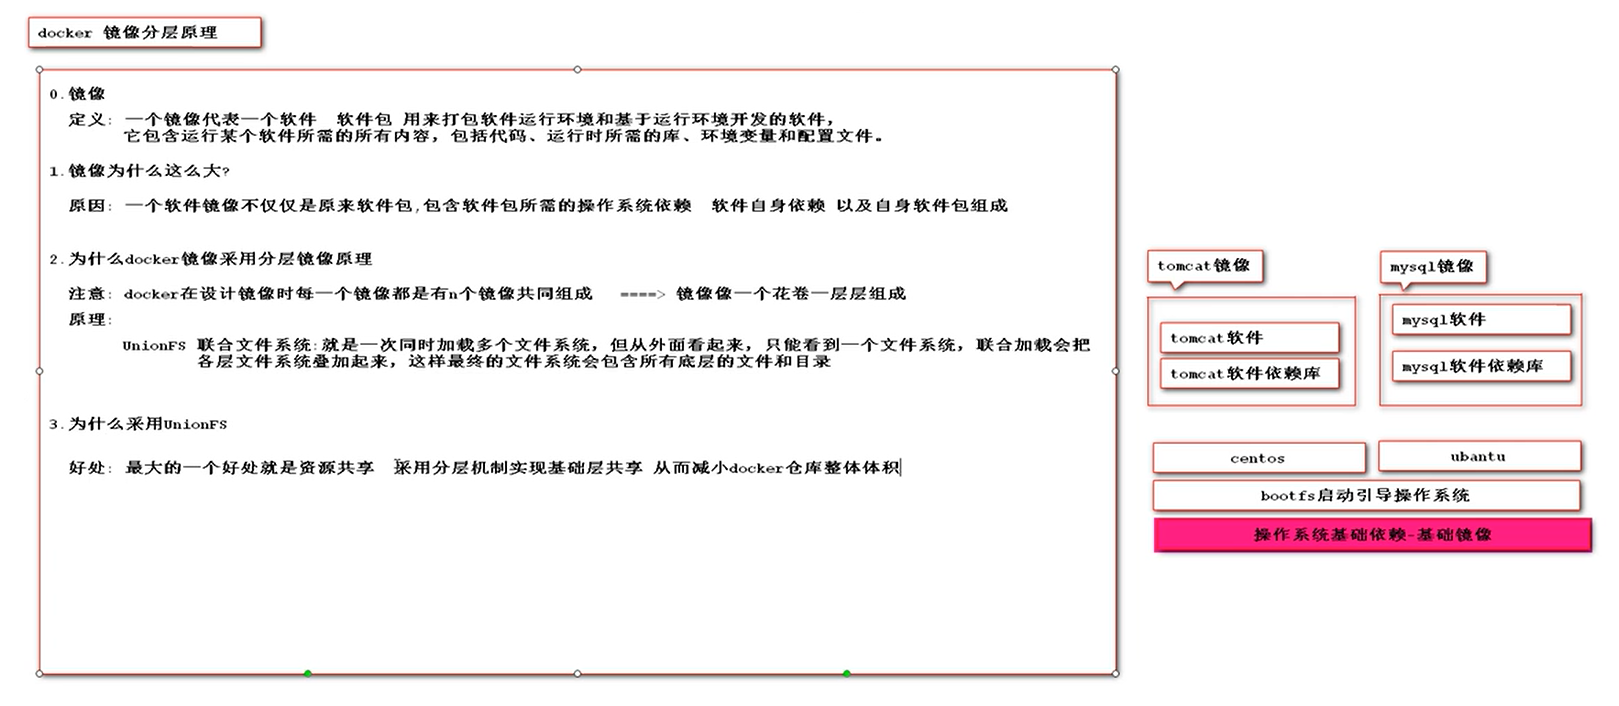 docker 镜像分层原理
0.镜像
定义: 一个镜像代表一个软件 软件包 用来打包软件运行环境和基于运行环境开发的软件,
它包含运行某个软件所需的所有内容，包括代码、运行时所需的库、环境变量和配置文件。
1.镜像为什么这么大?
原因: 一个软件镜像不仅仅是原来软件包,包含软件包所需的操作系统依赖 软件自身依赖 以及自身软件包组成
2.为什么docker镜像采用分层镜像原理
注意: docker在设计镜像时每一个镜像都是有n个镜像共同组成 ====> 镜像像一个花卷一层层组成
原理:
UnionFS 联合文件系统:就是一次同时加载多个文件系统，但从外面看起来，只能看到一个文件系统，联合加载会把
各层文件系统叠加起来，这样最终的文件系统会包含所有底层的文件和目录
3.为什么采用UnionFS
好处: 最大的一个好处就是资源共享 采用分层机制实现基础层共享 从而减小docker仓库整体体积
tomcat镜像
tomcat软件
tomcat软件依赖库
mysql镜像
mysql软件
mysql软件依赖库
centos
ubantu
bootfs启动引导操作系统
操作系统基础依赖-基础镜像